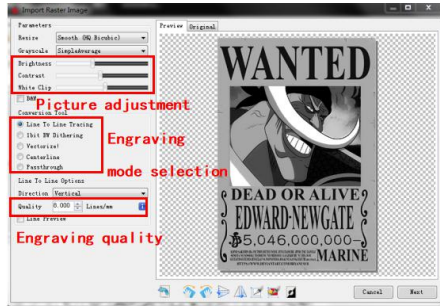 Import Raster Image
Parameters
Resize Smooth (HQ Bicubic)
Grayscale SimpleAverage
Brightness
Contrast
White Clip
Picture adjustment
Conversion Tool
Line To Line Tracing
1bit BW Dithering
Vectorize!
Centerline
Passthrough
Engraving
mode selection
Line To Line Options
Direction Vertical
Quality 8.000 Lines/mm
Line Preview
Engraving quality
Preview Original
WANTED
DEAD OR ALIVE
EDWARD·NEWGATE
5,046,000,000-
MARINE
Cancel Next